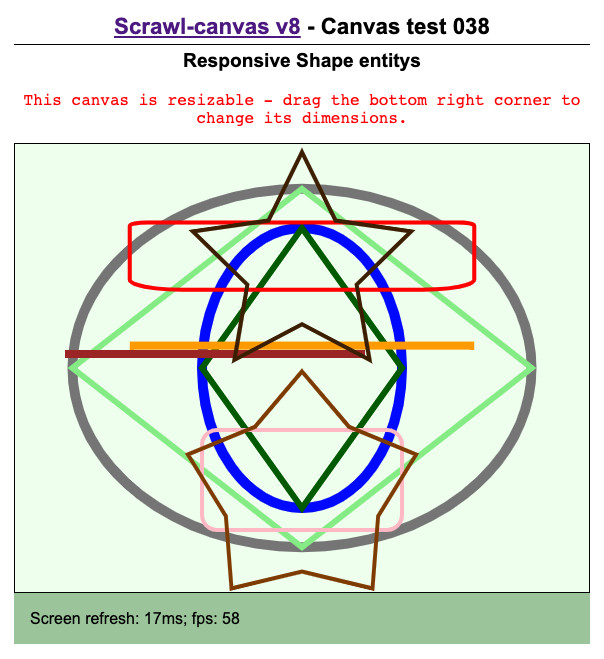 Scrawl-canvas v8 - Canvas test 038
Responsive Shape entitys
This canvas is resizable - drag the bottom right corner to
change its dimensions.
Screen refresh: 17ms; fps: 58